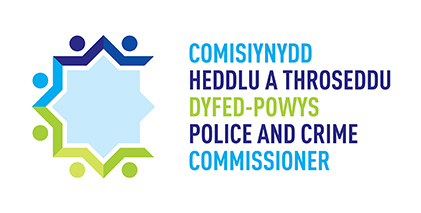 COMISIYNYDD
HEDDLU A THROSEDDU
DYFED-POWYS
POLICE AND CRIME
COMMISSIONER